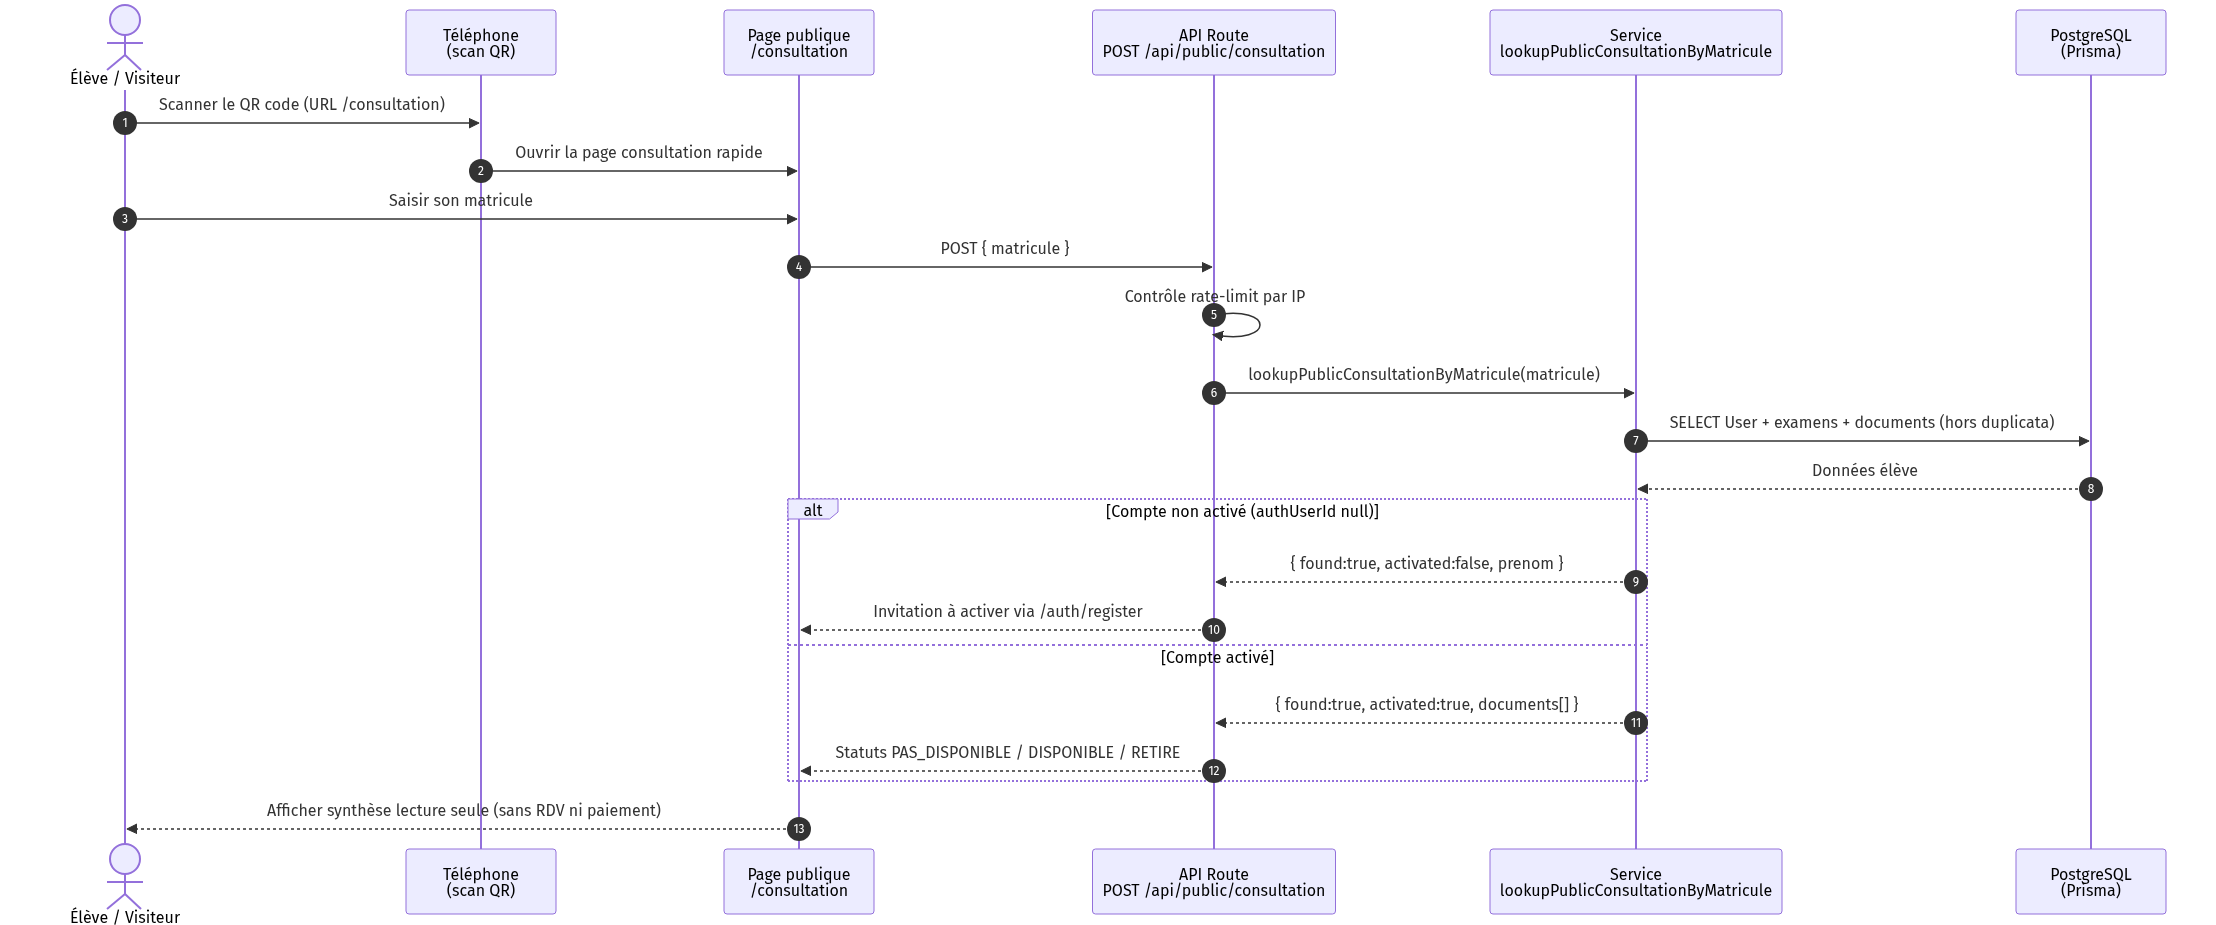 Élève / Visiteur
Téléphone
(scan QR)
Page publique
/consultation
API Route
POST /api/public/consultation
Service
lookupPublicConsultationByMatricule
PostgreSQL
(Prisma)
Scanner le QR code (URL /consultation)
1
Ouvrir la page consultation rapide
2
Saisir son matricule
3
POST { matricule }
4
Contrôle rate-limit par IP
5
lookupPublicConsultationByMatricule(matricule)
6
SELECT User + examens + documents (hors duplicata)
7
Données élève
8
alt
[Compte non activé (authUserId null)]
{ found:true, activated:false, prenom }
9
Invitation à activer via /auth/register
10
[Compte activé]
{ found:true, activated:true, documents[] }
11
Statuts PAS_DISPONIBLE / DISPONIBLE / RETIRE
12
Afficher synthèse lecture seule (sans RDV ni paiement)
13
Élève / Visiteur
Téléphone
(scan QR)
Page publique
/consultation
API Route
POST /api/public/consultation
Service
lookupPublicConsultationByMatricule
PostgreSQL
(Prisma)